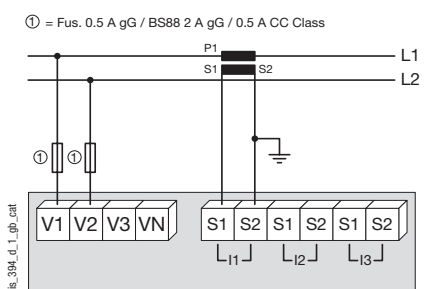 ① = Fus. 0.5 A gG / BS88 2 A gG / 0.5 A CC Class
P1
L1
S1 S2
L2
① ①
V1 V2 V3 VN S1 S2 S1 S2 S1 S2
I1 I2 I3
is_394_d_1_gb_cat